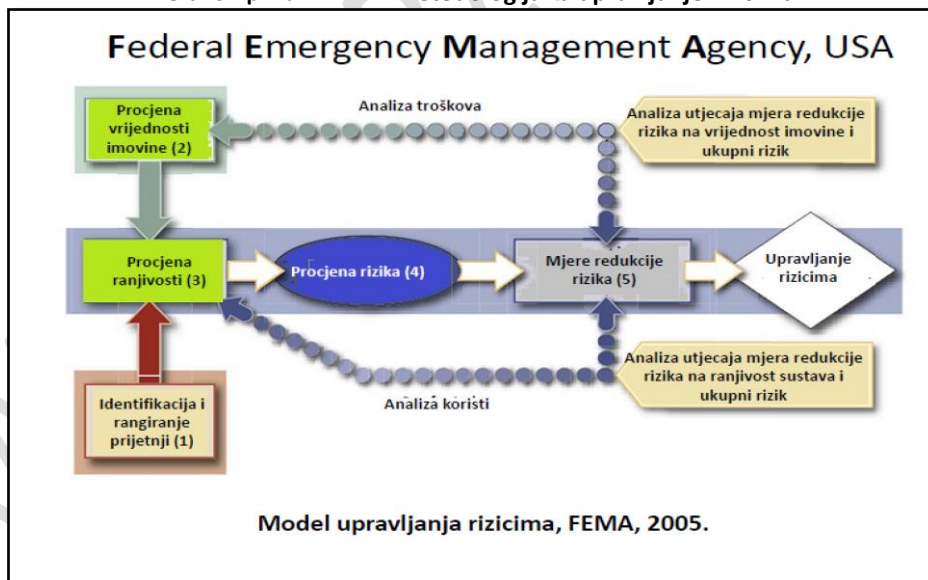 Federal Emergency Management Agency, USA
Procjena
vrijednosti
imovine (2)
Analiza troškova
Analiza utjecaja mjera redukcije
rizika na vrijednost imovine i
ukupni rizik
Procjena
ranjivosti (3)
Procjena rizika (4)
Mjere redukcije
rizika (5)
Upravljanje
rizicima
Identifikacija i
rangiranje
prijetnji (1)
Analiza koristi
Analiza utjecaja mjera redukcije
rizika na ranjivost sustava i
ukupni rizik
Model upravljanja rizicima, FEMA, 2005.